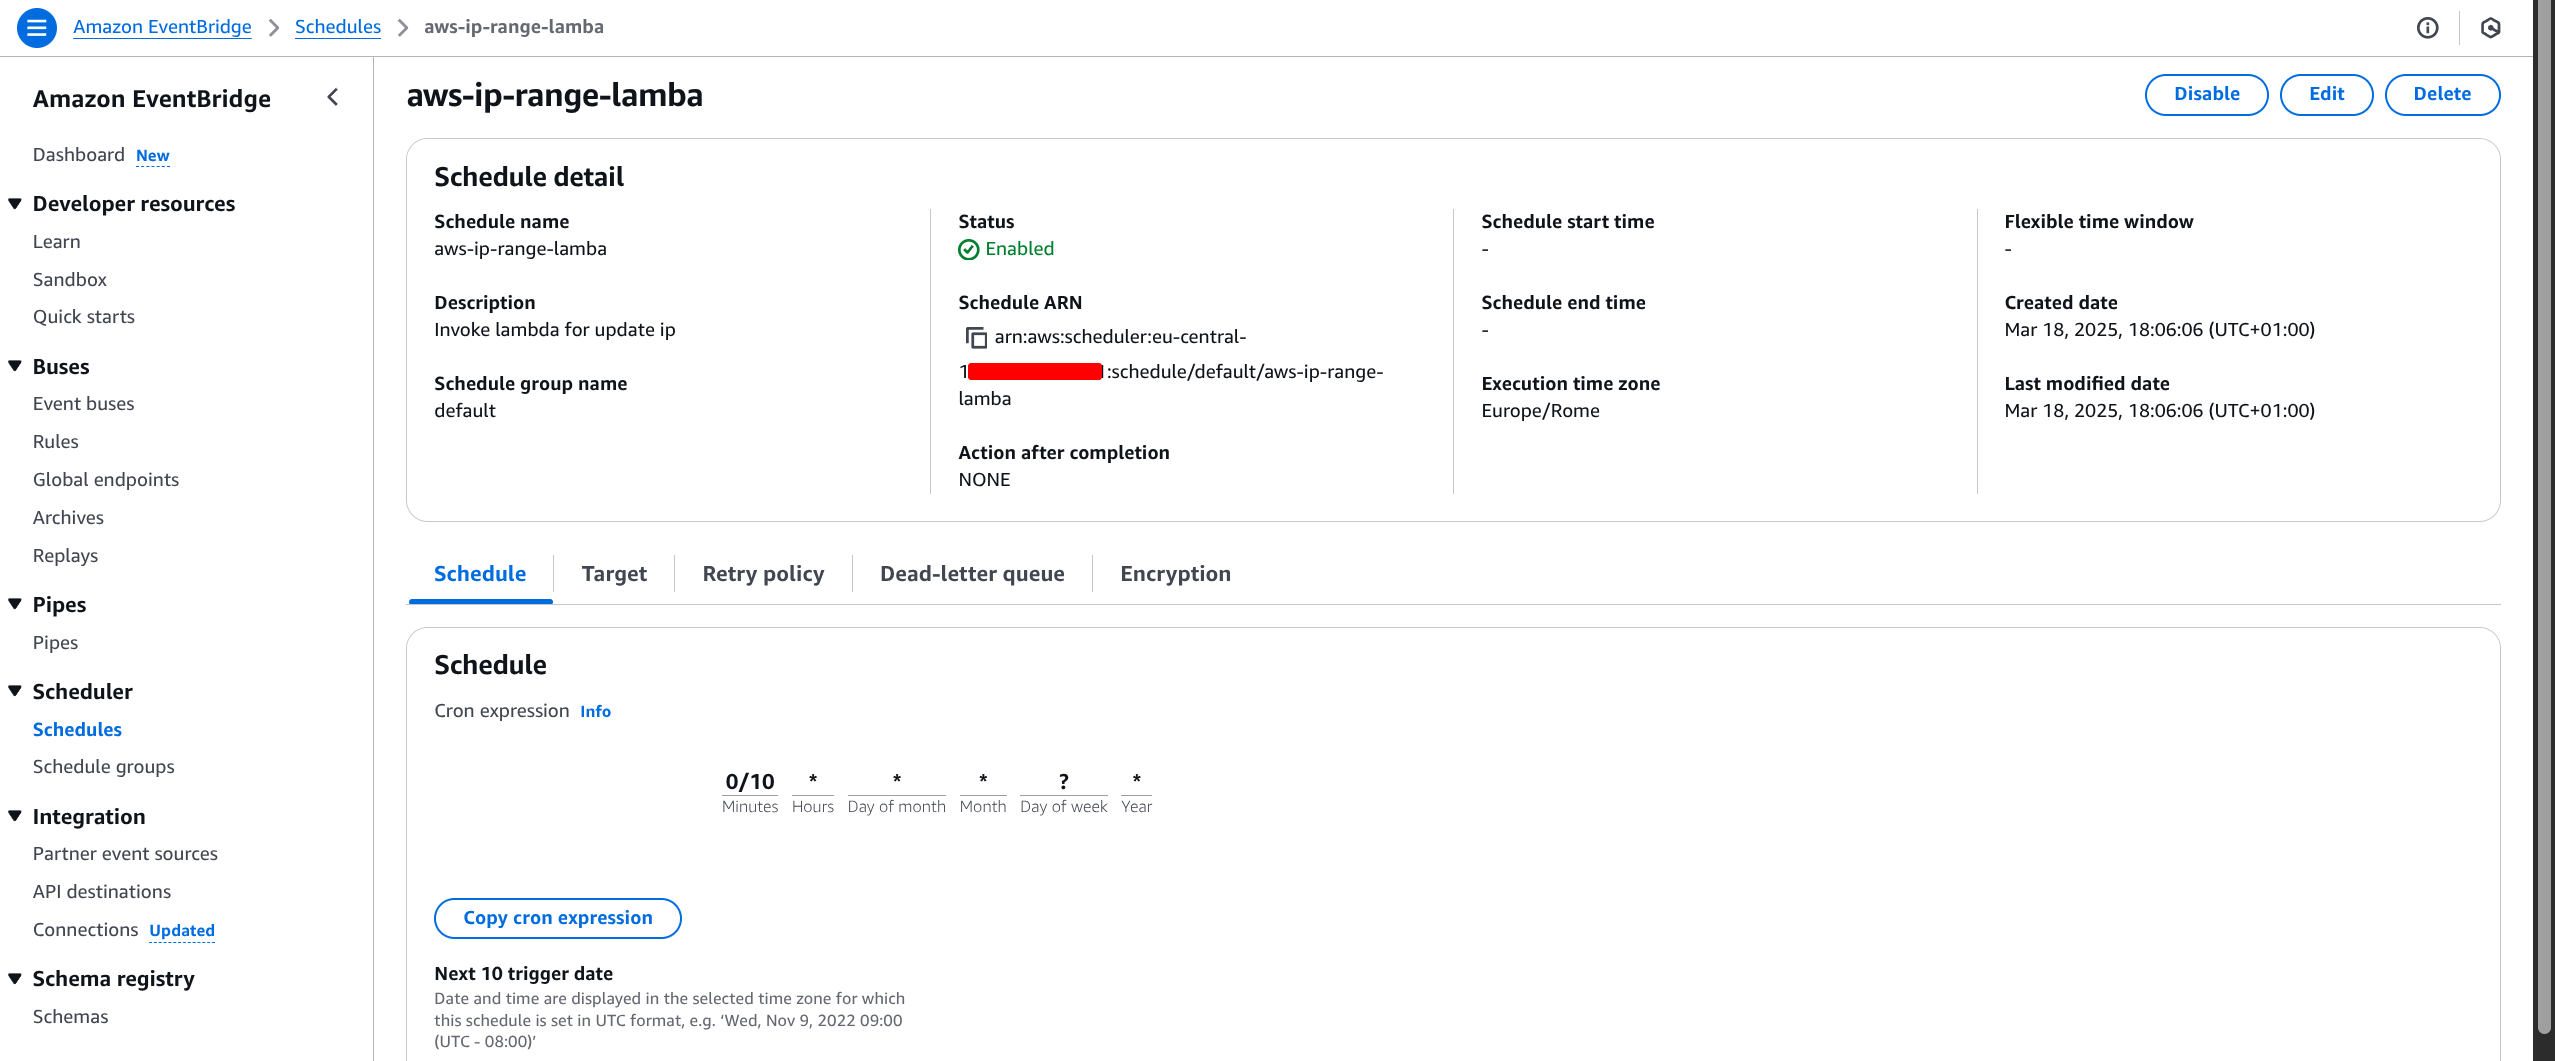 Amazon EventBridge > Schedules > aws-ip-range-lamba
Amazon EventBridge
Dashboard New
Developer resources
Learn
Sandbox
Quick starts
Buses
Event buses
Rules
Global endpoints
Archives
Replays
Pipes
Pipes
Scheduler
Schedules
Schedule groups
Integration
Partner event sources
API destinations
Connections Updated
Schema registry
Schemas
aws-ip-range-lamba
Disable Edit Delete
Schedule detail
Schedule name
aws-ip-range-lamba
Description
Invoke lambda for update ip
Schedule group name
default
Status
Enabled
Schedule ARN
arn:aws:scheduler:eu-central-
1 :schedule/default/aws-ip-range-
lamba
Action after completion
NONE
Schedule start time
-
Schedule end time
-
Execution time zone
Europe/Rome
Flexible time window
-
Created date
Mar 18, 2025, 18:06:06 (UTC+01:00)
Last modified date
Mar 18, 2025, 18:06:06 (UTC+01:00)
Schedule Target Retry policy Dead-letter queue Encryption
Schedule
Cron expression Info
0/10 * * * ? *
Minutes Hours Day of month Month Day of week Year
Copy cron expression
Next 10 trigger date
Date and time are displayed in the selected time zone for which
this schedule is set in UTC format, e.g. ‘Wed, Nov 9, 2022 09:00
(UTC - 08:00)’